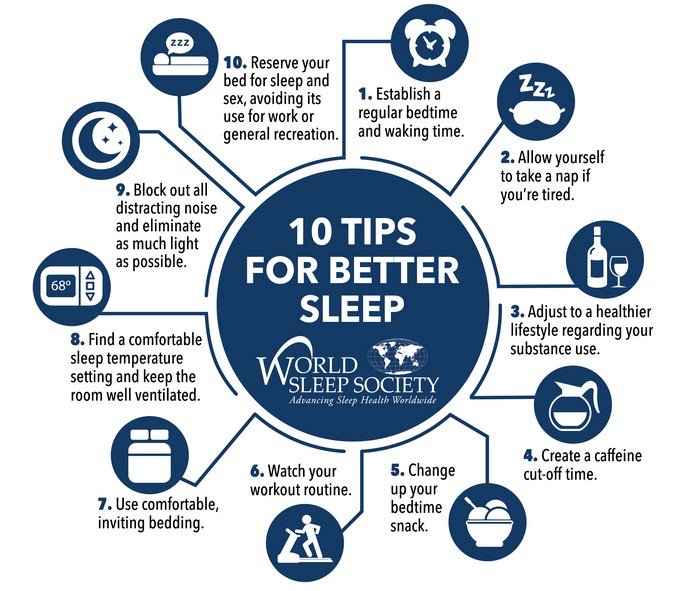 10 TIPS
FOR BETTER
SLEEP
WORLD
SLEEP SOCIETY
Advancing Sleep Health Worldwide
1. Establish a
regular bedtime
and waking time.
ZZZ
2. Allow yourself
to take a nap if
you're tired.
3. Adjust to a healthier
lifestyle regarding your
substance use.
4. Create a caffeine
cut-off time.
5. Change
up your
bedtime
snack.
6. Watch your
workout routine.
7. Use comfortable,
inviting bedding.
68º
8. Find a comfortable
sleep temperature
setting and keep the
room well ventilated.
9. Block out all
distracting noise
and eliminate
as much light
as possible.
zzz
10. Reserve your
bed for sleep and
sex, avoiding its
use for work or
general recreation.